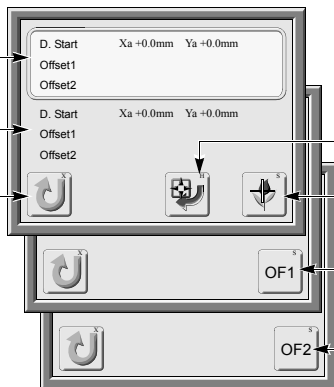 D. Start Xa +0.0mm Ya +0.0mm
Offset1
Offset2
D. Start Xa +0.0mm Ya +0.0mm
Offset1
Offset2
X H S
X S
OF1
X S
OF2